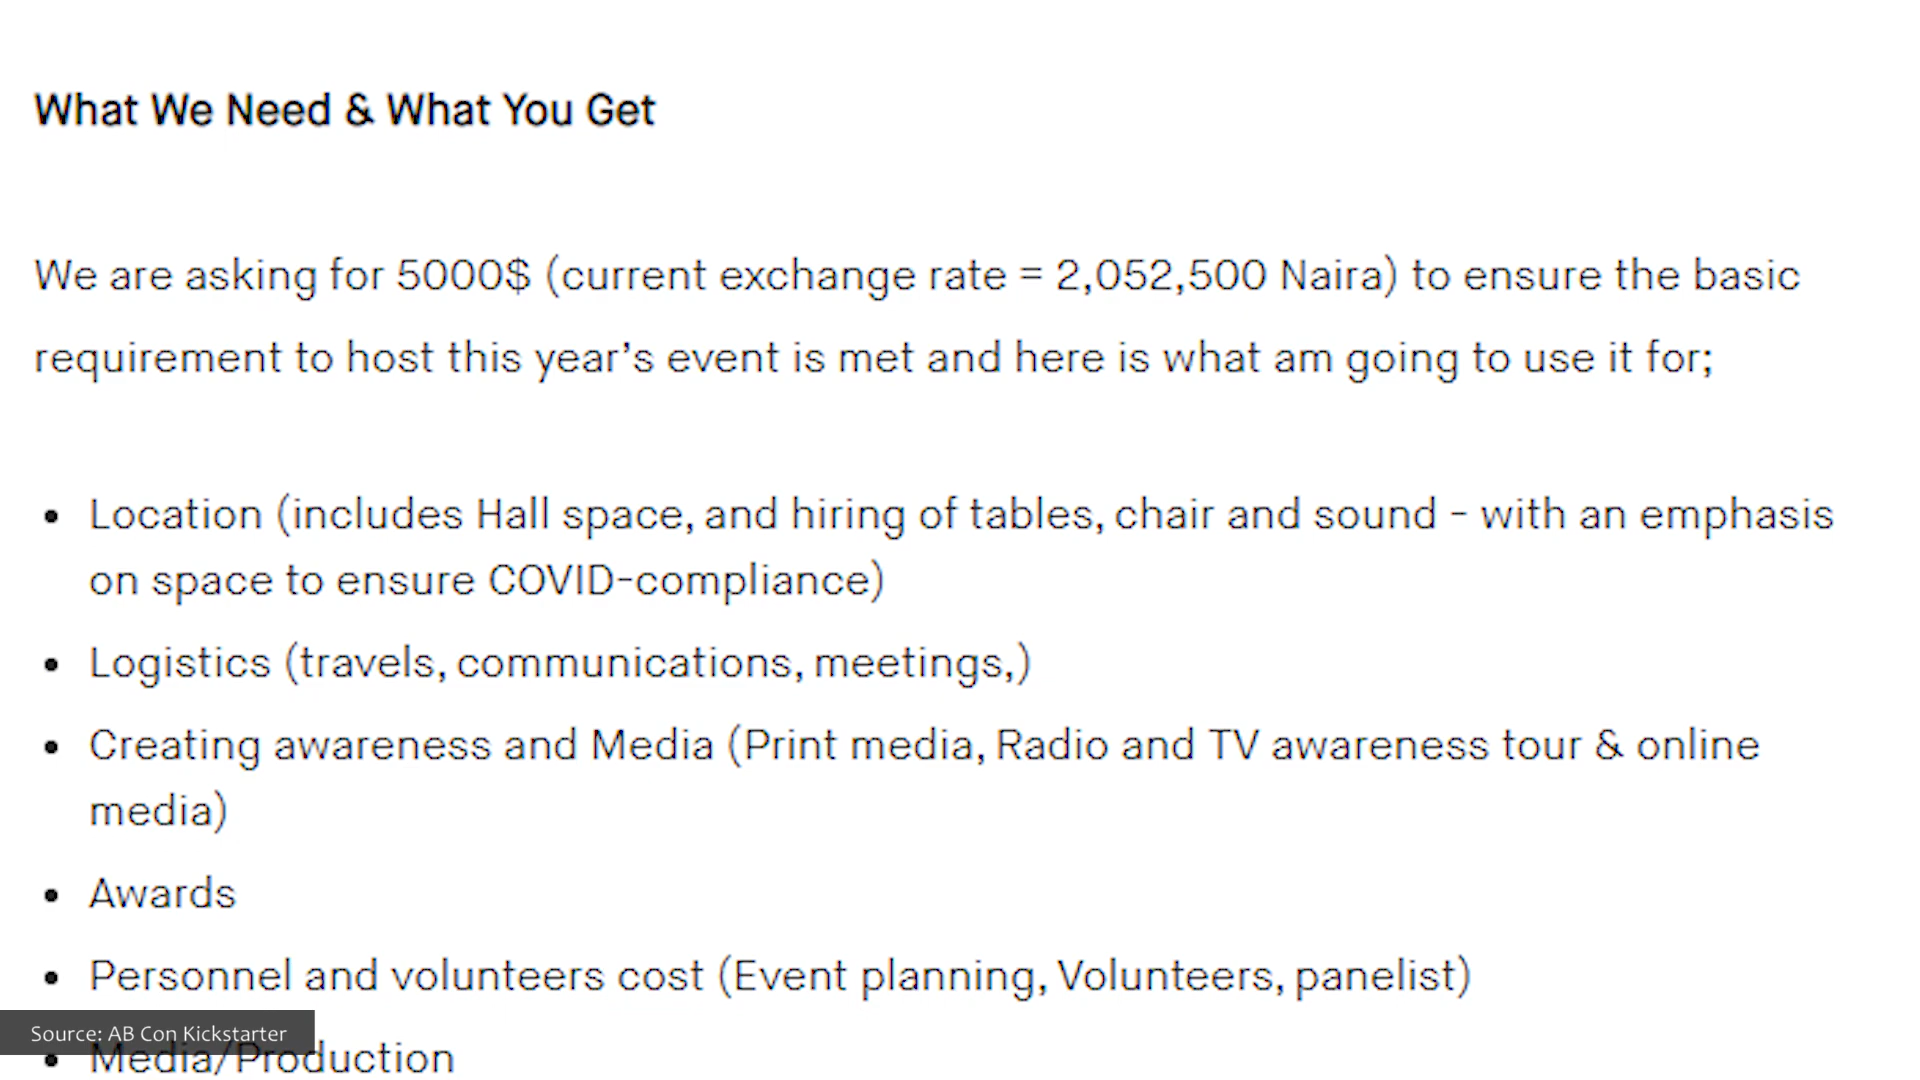 What We Need & What You Get
We are asking for 5000$ (current exchange rate = 2,052,500 Naira) to ensure the basic
requirement to host this year's event is met and here is what am going to use it for;
• Location (includes Hall space, and hiring of tables, chair and sound - with an emphasis
on space to ensure COVID-compliance)
• Logistics (travels, communications, meetings,)
• Creating awareness and Media (Print media, Radio and TV awareness tour & online
media)
• Awards
• Personnel and volunteers cost (Event planning, Volunteers, panelist)
Source: AB Con Kickstarter
• Media/Production